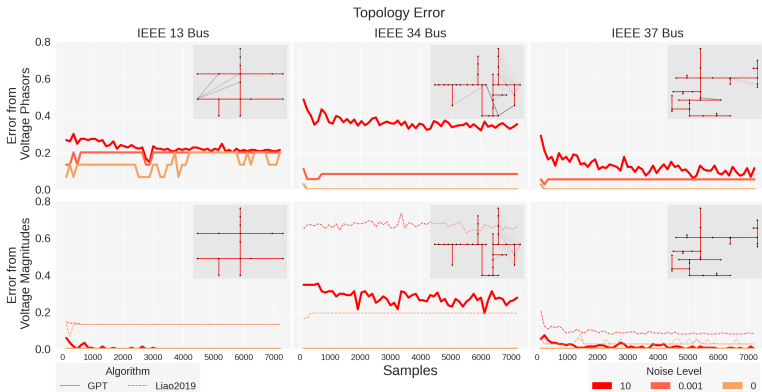 Topology Error
IEEE 13 Bus
IEEE 34 Bus
IEEE 37 Bus
Error from
Voltage Phasors
0.8
0.6
0.4
0.2
0.0
Error from
Voltage Magnitudes
0.8
0.6
0.4
0.2
0.0
0 1000 2000 3000 4000 5000 6000 7000
0 1000 2000 3000 4000 5000 6000 7000
0 1000 2000 3000 4000 5000 6000 7000
Samples
Algorithm
GPT Liao2019
Noise Level
10 0.001 0